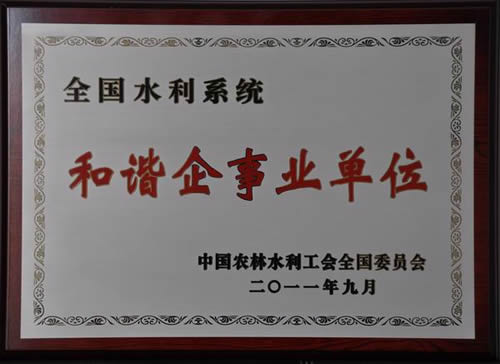 全国水利系统
和谐企事业单位
中国农林水利工会全国委员会
二〇一一年九月